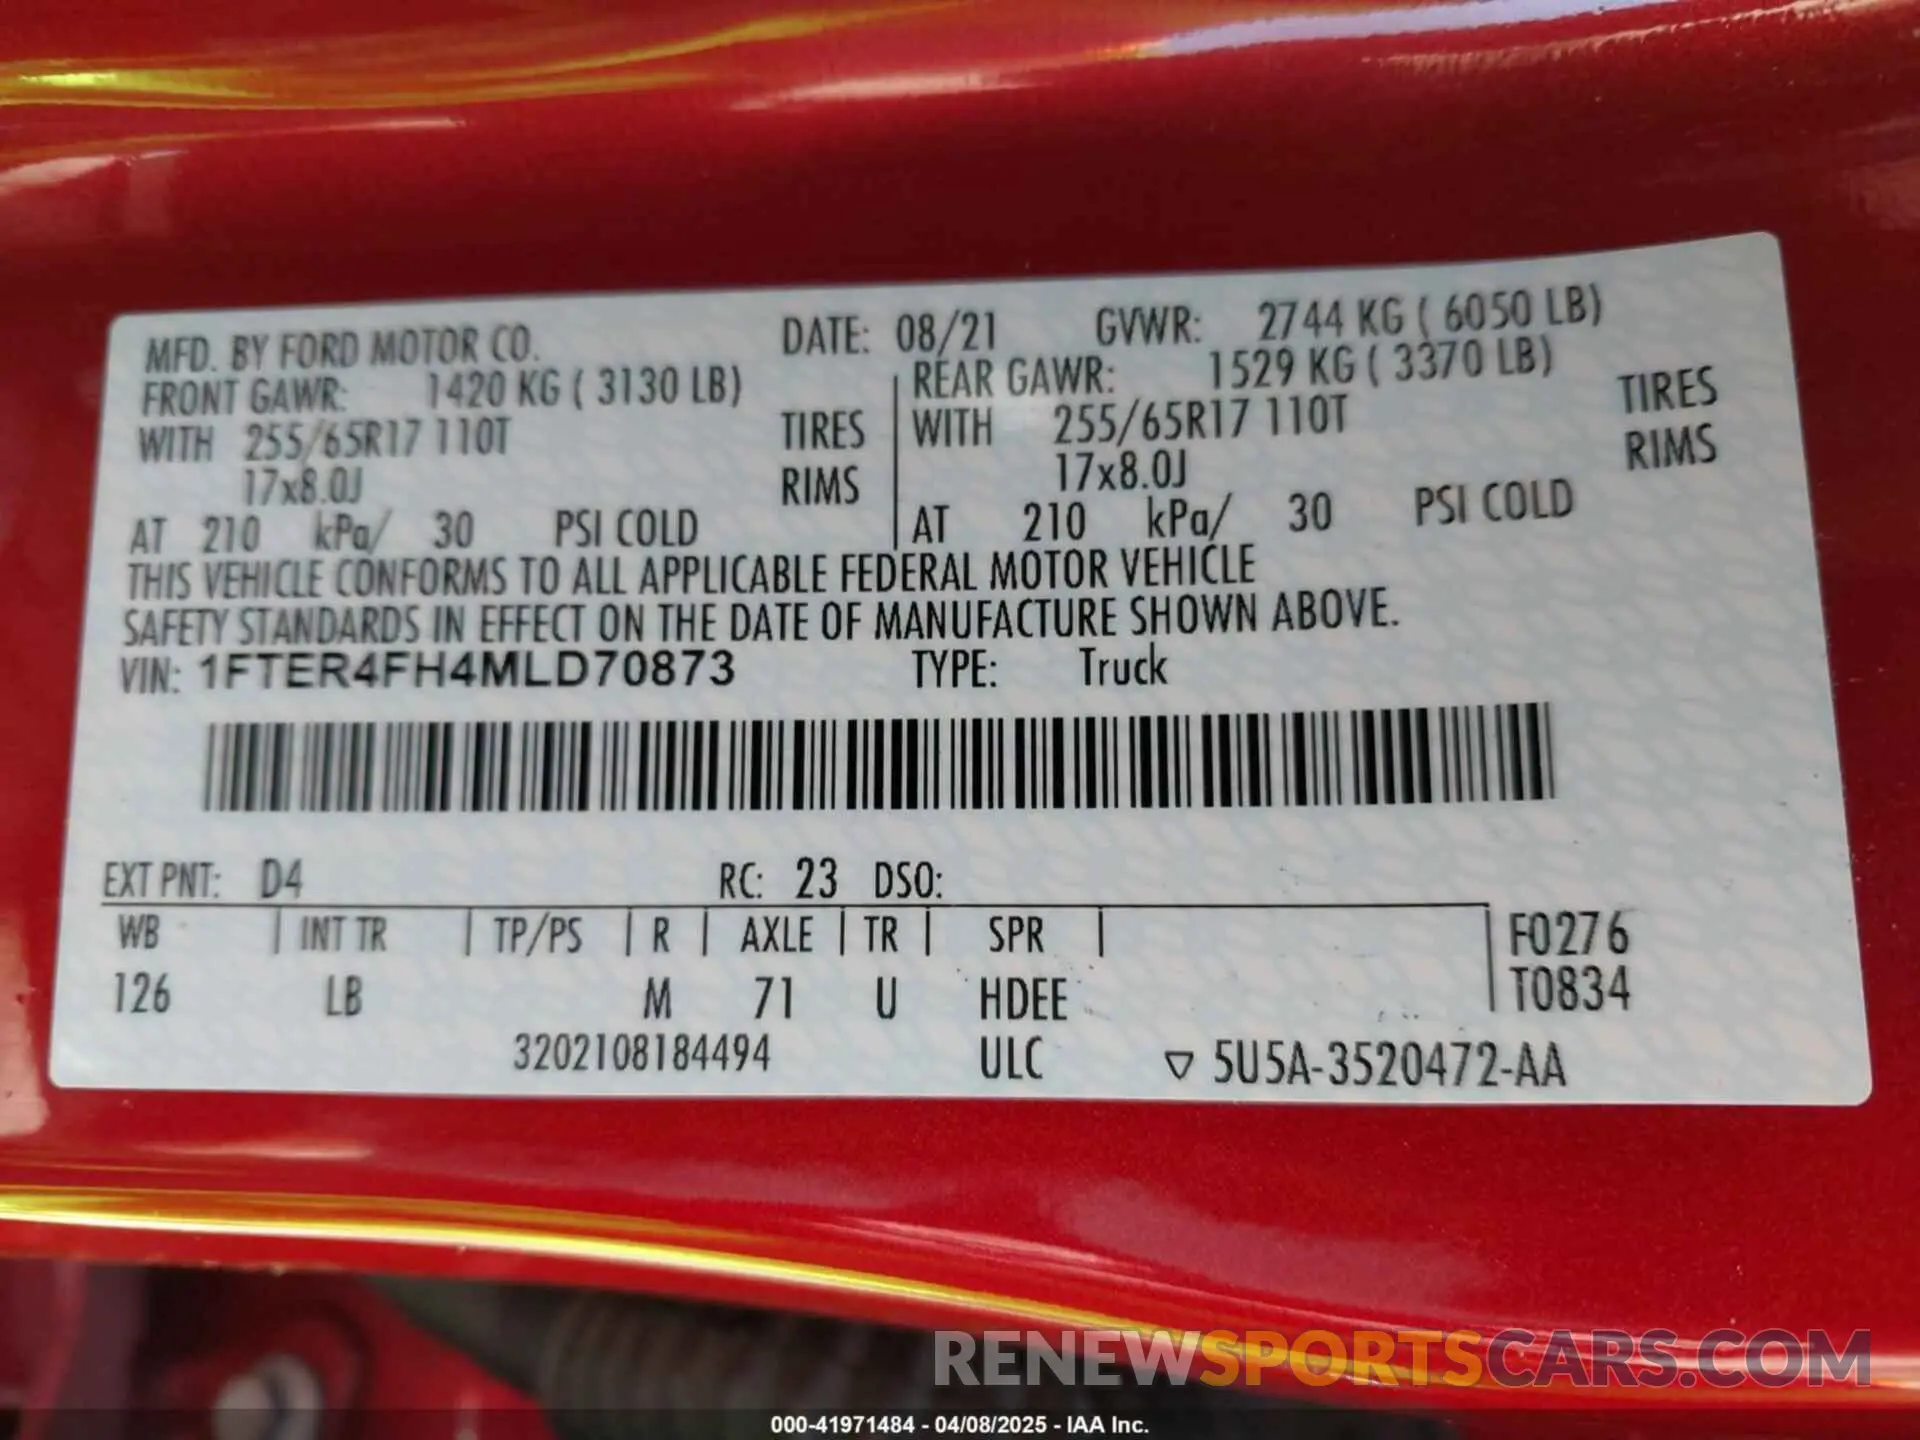 MFD. BY FORD MOTOR CO. DATE: 08/21 GVWR: 2744 KG ( 6050 LB)
FRONT GAWR: 1420 KG ( 3130 LB) REAR GAWR: 1529 KG ( 3370 LB)
WITH 255/65R17 110T TIRES WITH 255/65R17 110T TIRES
17x8.0J RIMS 17x8.0J RIMS
AT 210 kPa/ 30 PSI COLD AT 210 kPa/ 30 PSI COLD
THIS VEHICLE CONFORMS TO ALL APPLICABLE FEDERAL MOTOR VEHICLE
SAFETY STANDARDS IN EFFECT ON THE DATE OF MANUFACTURE SHOWN ABOVE.
VIN: 1FTER4FH4MLD70873 TYPE: Truck
EXT PNT: D4 RC: 23 DSO:
WB INT TR TP/PS R AXLE TR SPR F0276
126 LB M 71 U HDEE T0834
3202108184494 ULC ▽ 5U5A-3520472-AA
RENEWSPORTSCARS.COM
000-41971484 - 04/08/2025 - IAA Inc.